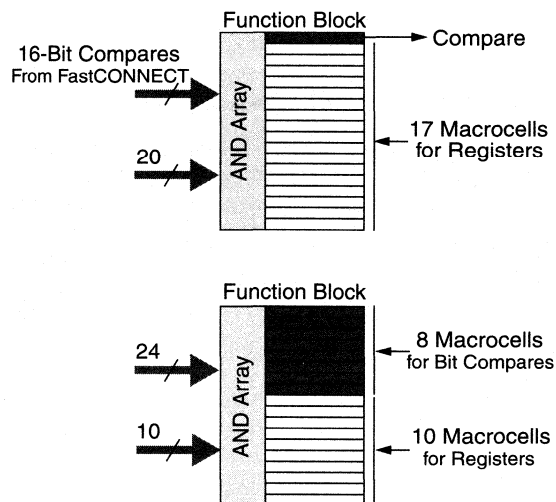 Function Block
16-Bit Compares
From FastCONNECT
Compare
AND Array
17 Macrocells
for Registers
20
Function Block
24
8 Macrocells
for Bit Compares
AND Array
10
10 Macrocells
for Registers